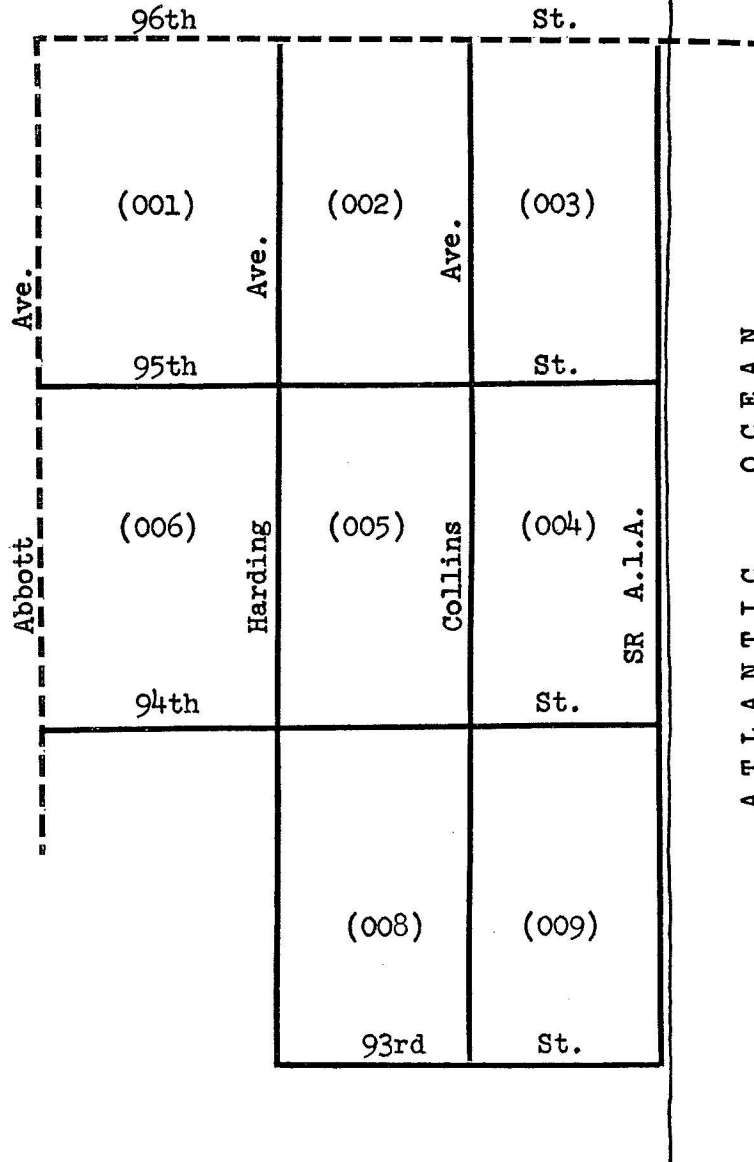 96th St.
(001) (002) (003)
Abbott Ave.
Harding Ave.
Collins Ave.
95th St.
(006) (005) (004)
SR A.1.A.
ATLANTIC OCEAN
94th St.
(008) (009)
93rd St.